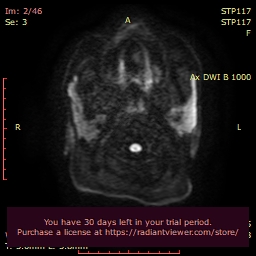 Im: 2/46
Se: 3
STP117
STP117
F
A
Ax DWI B 1000
R
L
You have 30 days left in your trial period.
Purchase a license at https://radiantviewer.com/store/